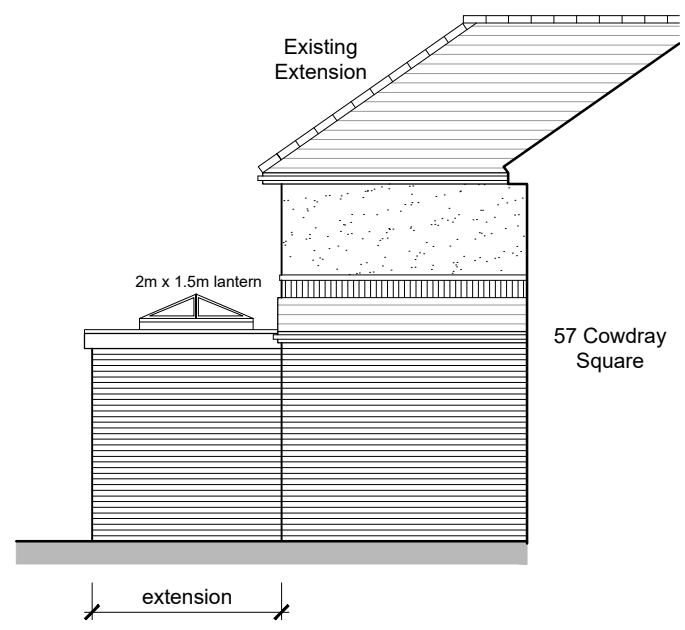 Existing
Extension
2m x 1.5m lantern
57 Cowdray
Square
extension